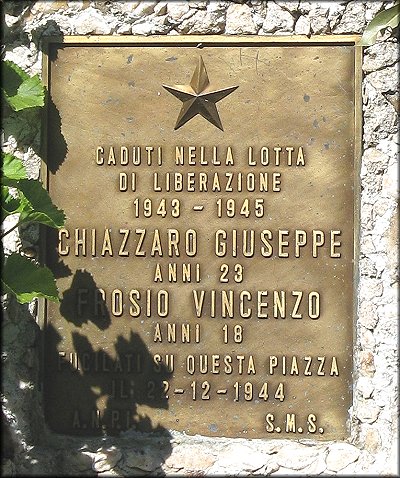 CADUTI NELLA LOTTA
DI LIBERAZIONE
1943 - 1945
CHIAZZARO GIUSEPPE
ANNI 23
FROSIO VINCENZO
ANNI 18
FUCILATI SU QUESTA PIAZZA
IL 22-12-1944
A.N.P.I. S.M.S.